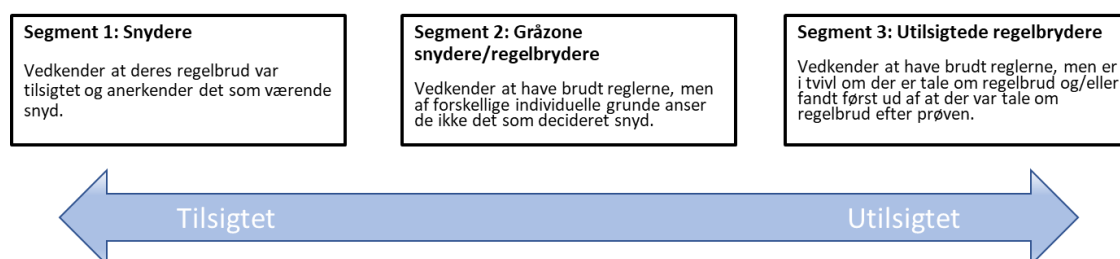 Segment 1: Snydere
Vedkender at deres regelbrud var
tilsigtet og anerkender det som værende
snyd.
Segment 2: Gråzone
snydere/regelbrydere
Vedkender at have brudt reglerne, men
af forskellige individuelle grunde anser
de ikke det som decideret snyd.
Segment 3: Utilsigtede regelbrydere
Vedkender at have brudt reglerne, men er
i tvivl om der er tale om regelbrud og/eller
fandt først ud af at der var tale om
regelbrud efter prøven.
Tilsigtet
Utilsigtet